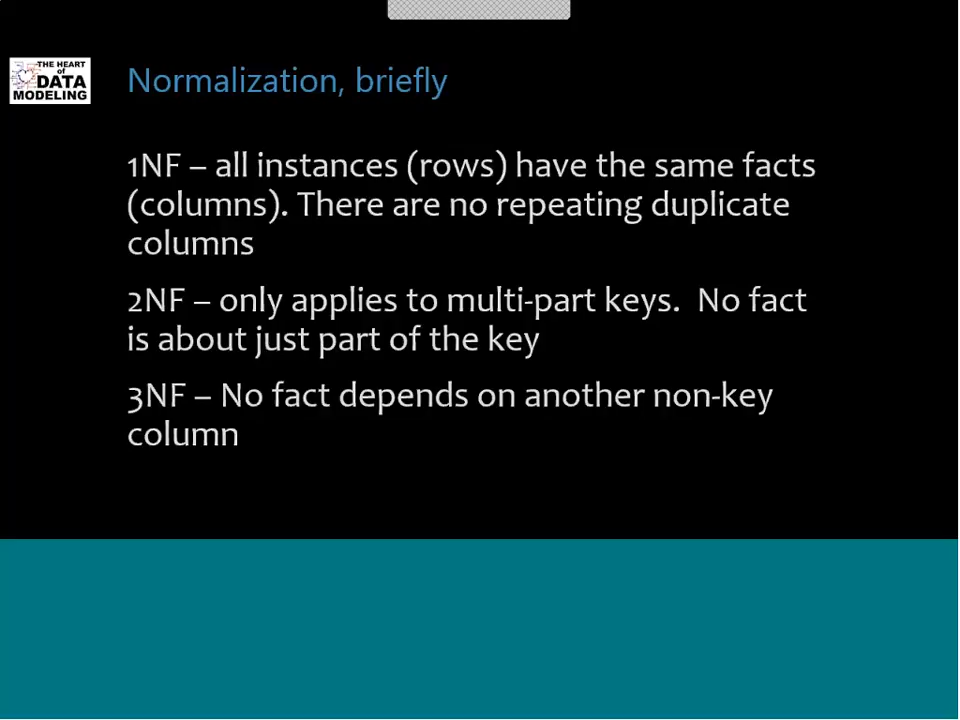 THE HEART
of
DATA
MODELING
Normalization, briefly
1NF – all instances (rows) have the same facts
(columns). There are no repeating duplicate
columns
2NF – only applies to multi-part keys.  No fact
is about just part of the key
3NF – No fact depends on another non-key
column